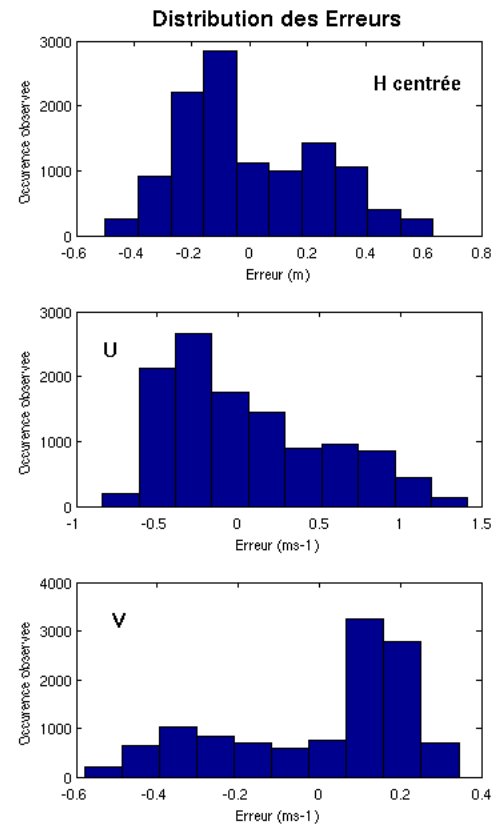 Distribution des Erreurs
3000
2000
1000
0
Occurence observee
H centrée
-0.6 -0.4 -0.2 0 0.2 0.4 0.6 0.8
Erreur (m)
3000
2000
1000
0
Occurence observee
U
-1 -0.5 0 0.5 1 1.5
Erreur (ms-1)
4000
3000
2000
1000
0
Occurence observee
V
-0.6 -0.4 -0.2 0 0.2 0.4
Erreur (ms-1)